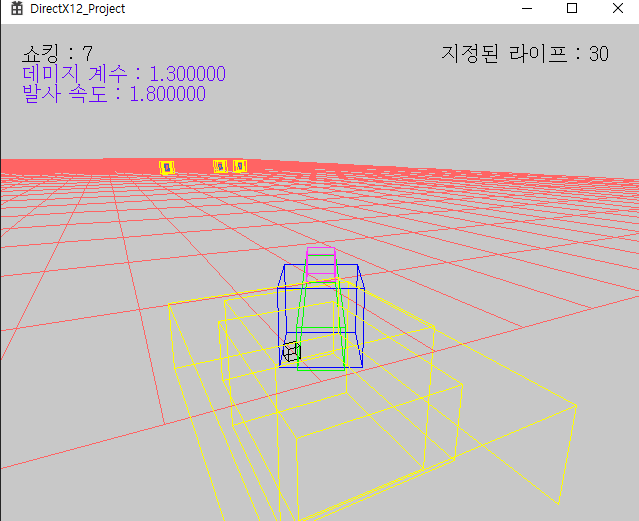 DirectX12_Project
쇼킹 : 7
지정된 라이프 : 30
데미지 계수 : 1.300000
발사 속도 : 1.800000